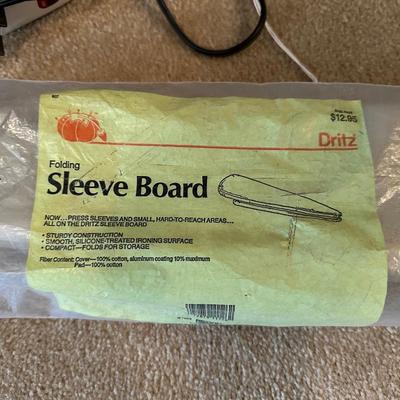 $12.95
Dritz
Folding
Sleeve Board
NOW... PRESS SLEEVES AND SMALL, HARD-TO-REACH AREAS...
ALL ON THE DRITZ SLEEVE BOARD
• STURDY CONSTRUCTION
• SMOOTH, SILICONE-TREATED IRONING SURFACE
• COMPACT—FOLDS FOR STORAGE
Fiber Content: Cover—100% cotton, aluminum coating 10% maximum
Pad—100% cotton